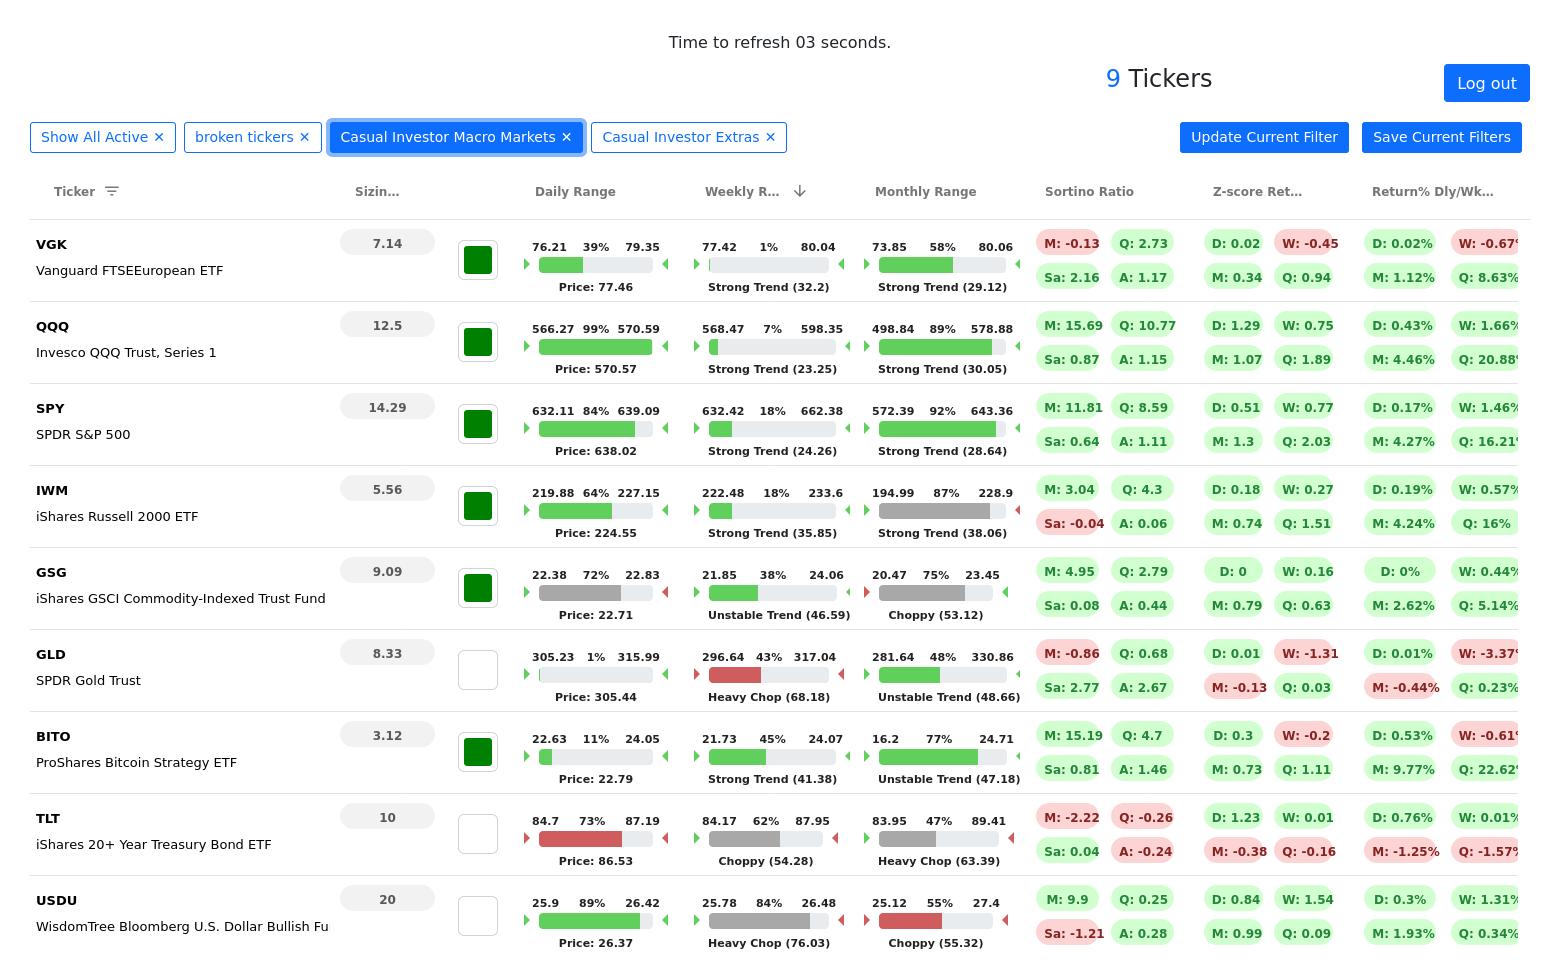 Time to refresh 03 seconds.
9 Tickers
Log out
Show All Active ✕ broken tickers ✕ Casual Investor Macro Markets ✕ Casual Investor Extras ✕ Update Current Filter Save Current Filters
Ticker Sizin... Daily Range Weekly R... Monthly Range Sortino Ratio Z-score Ret... Return% Dly/Wk...
VGK 7.14 76.21 39% 79.35 77.42 1% 80.04 73.85 58% 80.06 M: -0.13 Q: 2.73 D: 0.02 W: -0.45 D: 0.02% W: -0.67%
Vanguard FTSEEuropean ETF Sa: 2.16 A: 1.17 M: 0.34 Q: 0.94 M: 1.12% Q: 8.63%
Price: 77.46 Strong Trend (32.2) Strong Trend (29.12)
QQQ 12.5 566.27 99% 570.59 568.47 7% 598.35 498.84 89% 578.88 M: 15.69 Q: 10.77 D: 1.29 W: 0.75 D: 0.43% W: 1.66%
Invesco QQQ Trust, Series 1 Sa: 0.87 A: 1.15 M: 1.07 Q: 1.89 M: 4.46% Q: 20.88%
Price: 570.57 Strong Trend (23.25) Strong Trend (30.05)
SPY 14.29 632.11 84% 639.09 632.42 18% 662.38 572.39 92% 643.36 M: 11.81 Q: 8.59 D: 0.51 W: 0.77 D: 0.17% W: 1.46%
SPDR S&P 500 Sa: 0.64 A: 1.11 M: 1.3 Q: 2.03 M: 4.27% Q: 16.21%
Price: 638.02 Strong Trend (24.26) Strong Trend (28.64)
IWM 5.56 219.88 64% 227.15 222.48 18% 233.6 194.99 87% 228.9 M: 3.04 Q: 4.3 D: 0.18 W: 0.27 D: 0.19% W: 0.57%
iShares Russell 2000 ETF Sa: -0.04 A: 0.06 M: 0.74 Q: 1.51 M: 4.24% Q: 16%
Price: 224.55 Strong Trend (35.85) Strong Trend (38.06)
GSG 9.09 22.38 72% 22.83 21.85 38% 24.06 20.47 75% 23.45 M: 4.95 Q: 2.79 D: 0 W: 0.16 D: 0% W: 0.44%
iShares GSCI Commodity-Indexed Trust Fund Sa: 0.08 A: 0.44 M: 0.79 Q: 0.63 M: 2.62% Q: 5.14%
Price: 22.71 Unstable Trend (46.59) Choppy (53.12)
GLD 8.33 305.23 1% 315.99 296.64 43% 317.04 281.64 48% 330.86 M: -0.86 Q: 0.68 D: 0.01 W: -1.31 D: 0.01% W: -3.37%
SPDR Gold Trust Sa: 2.77 A: 2.67 M: -0.13 Q: 0.03 M: -0.44% Q: 0.23%
Price: 305.44 Heavy Chop (68.18) Unstable Trend (48.66)
BITO 3.12 22.63 11% 24.05 21.73 45% 24.07 16.2 77% 24.71 M: 15.19 Q: 4.7 D: 0.3 W: -0.2 D: 0.53% W: -0.61%
ProShares Bitcoin Strategy ETF Sa: 0.81 A: 1.46 M: 0.73 Q: 1.11 M: 9.77% Q: 22.62%
Price: 22.79 Strong Trend (41.38) Unstable Trend (47.18)
TLT 10 84.7 73% 87.19 84.17 62% 87.95 83.95 47% 89.41 M: -2.22 Q: -0.26 D: 1.23 W: 0.01 D: 0.76% W: 0.01%
iShares 20+ Year Treasury Bond ETF Sa: 0.04 A: -0.24 M: -0.38 Q: -0.16 M: -1.25% Q: -1.57%
Price: 86.53 Choppy (54.28) Heavy Chop (63.39)
USDU 20 25.9 89% 26.42 25.78 84% 26.48 25.12 55% 27.4 M: 9.9 Q: 0.25 D: 0.84 W: 1.54 D: 0.3% W: 1.31%
WisdomTree Bloomberg U.S. Dollar Bullish Fu Sa: -1.21 A: 0.28 M: 0.99 Q: 0.09 M: 1.93% Q: 0.34%
Price: 26.37 Heavy Chop (76.03) Choppy (55.32)